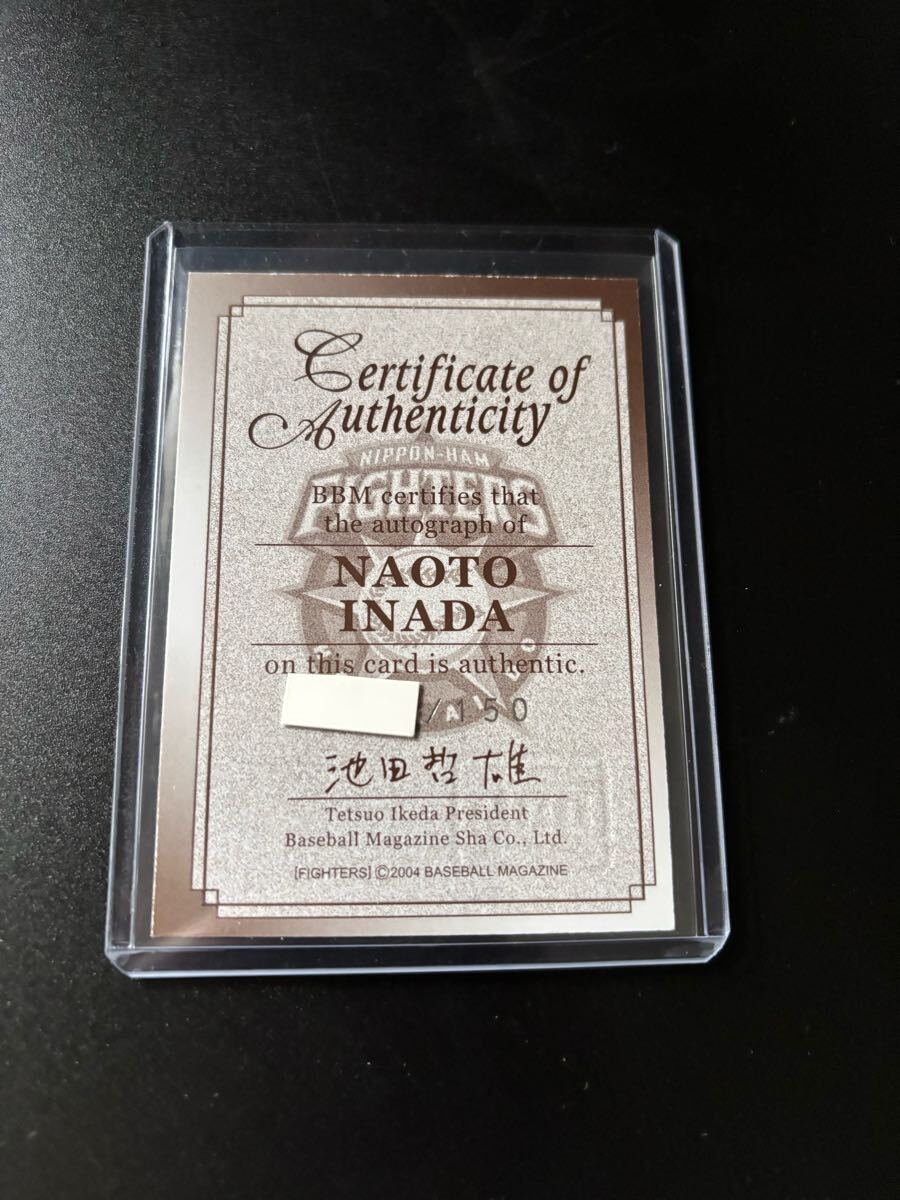 Certificate of
Authenticity
NIPPON-HAM
FIGHTERS
BBM certifies that
the autograph of
NAOTO
INADA
on this card is authentic.
/150
池田哲雄
Tetsuo Ikeda President
Baseball Magazine Sha Co., Ltd.
[FIGHTERS] ©2004 BASEBALL MAGAZINE